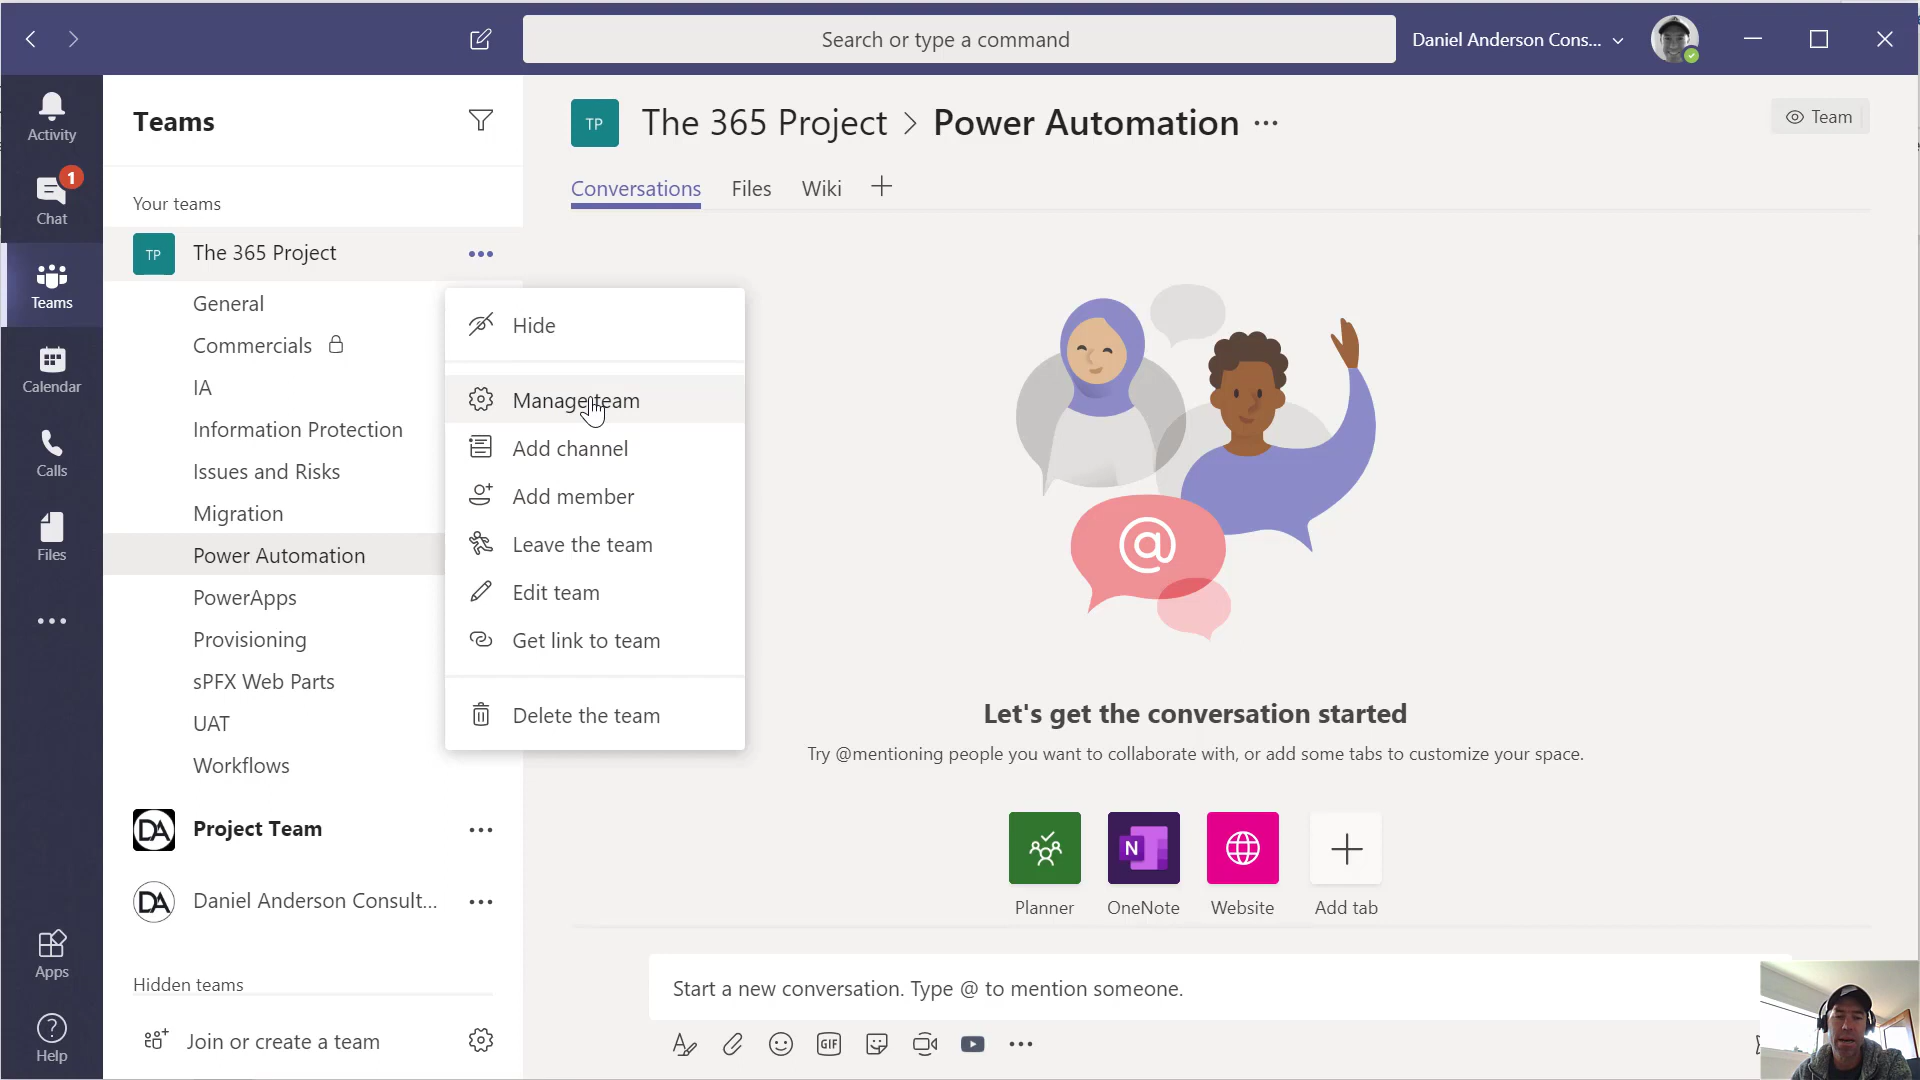 Search or type a command
Daniel Anderson Cons...
Activity
1
Chat
Teams
Calendar
Calls
Files
Apps
Help
Teams
Your teams
TP
The 365 Project
General
Commercials
IA
Information Protection
Issues and Risks
Migration
Power Automation
PowerApps
Provisioning
sPFX Web Parts
UAT
Workflows
DA
Project Team
DA
Daniel Anderson Consult...
Hidden teams
Join or create a team
Hide
Manage team
Add channel
Add member
Leave the team
Edit team
Get link to team
Delete the team
TP
The 365 Project > Power Automation
Team
Conversations
Files
Wiki
@
Let's get the conversation started
Try @mentioning people you want to collaborate with, or add some tabs to customize your space.
N
Planner
OneNote
Website
Add tab
Start a new conversation. Type @ to mention someone.
GIF